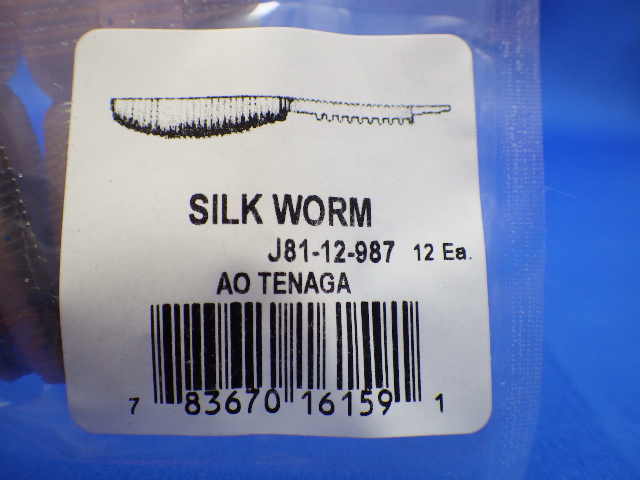 SILK WORM
J81-12-987 12 Ea.
AO TENAGA
7 83670 16159 1